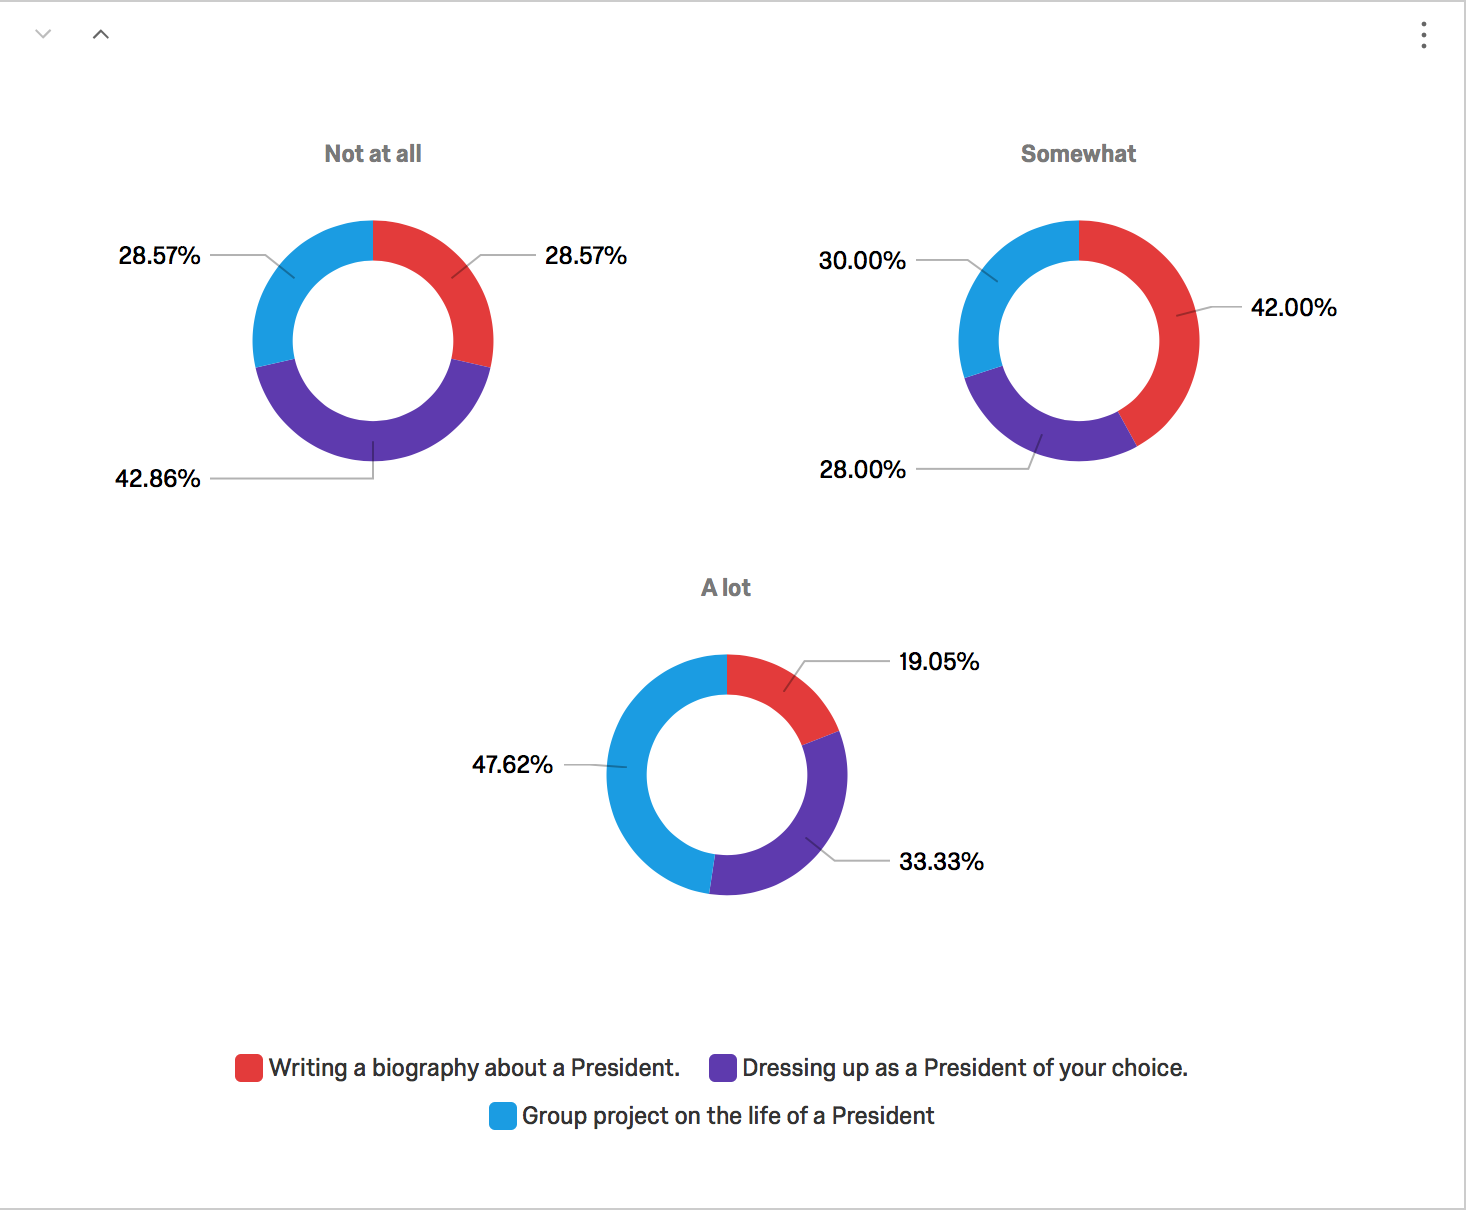 Not at all
Somewhat
28.57%
28.57%
30.00%
42.00%
42.86%
28.00%
A lot
19.05%
47.62%
33.33%
Writing a biography about a President.
Dressing up as a President of your choice.
Group project on the life of a President